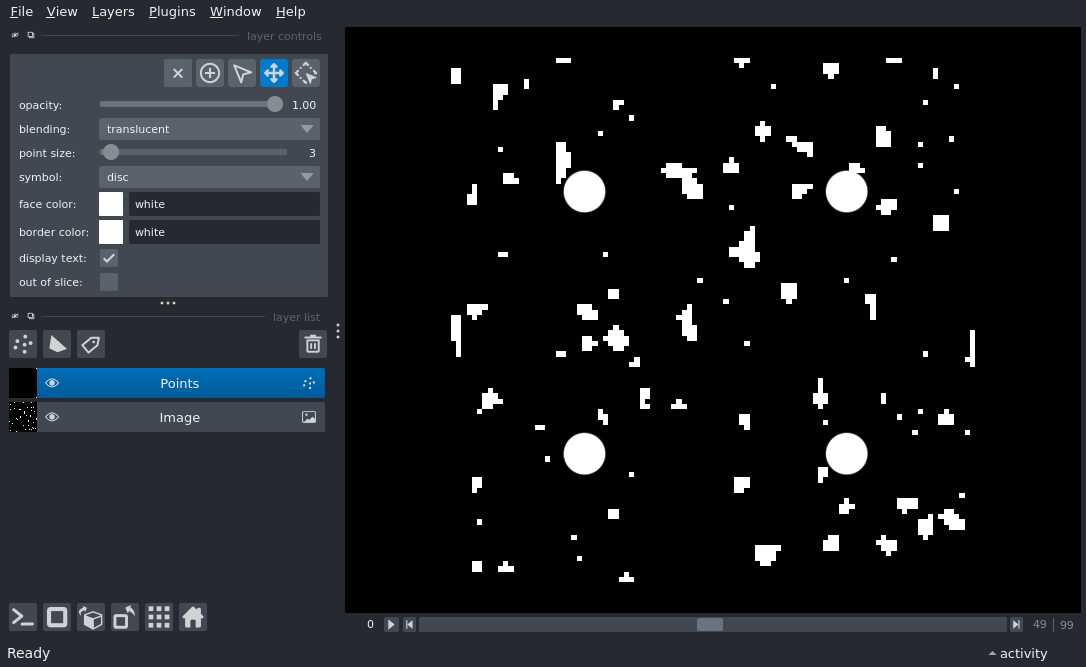 File View Layers Plugins Window Help
layer controls
opacity: 1.00
blending: translucent
point size: 3
symbol: disc
face color: white
border color: white
display text:
out of slice:
layer list
Points
Image
0 49 | 99
Ready activity